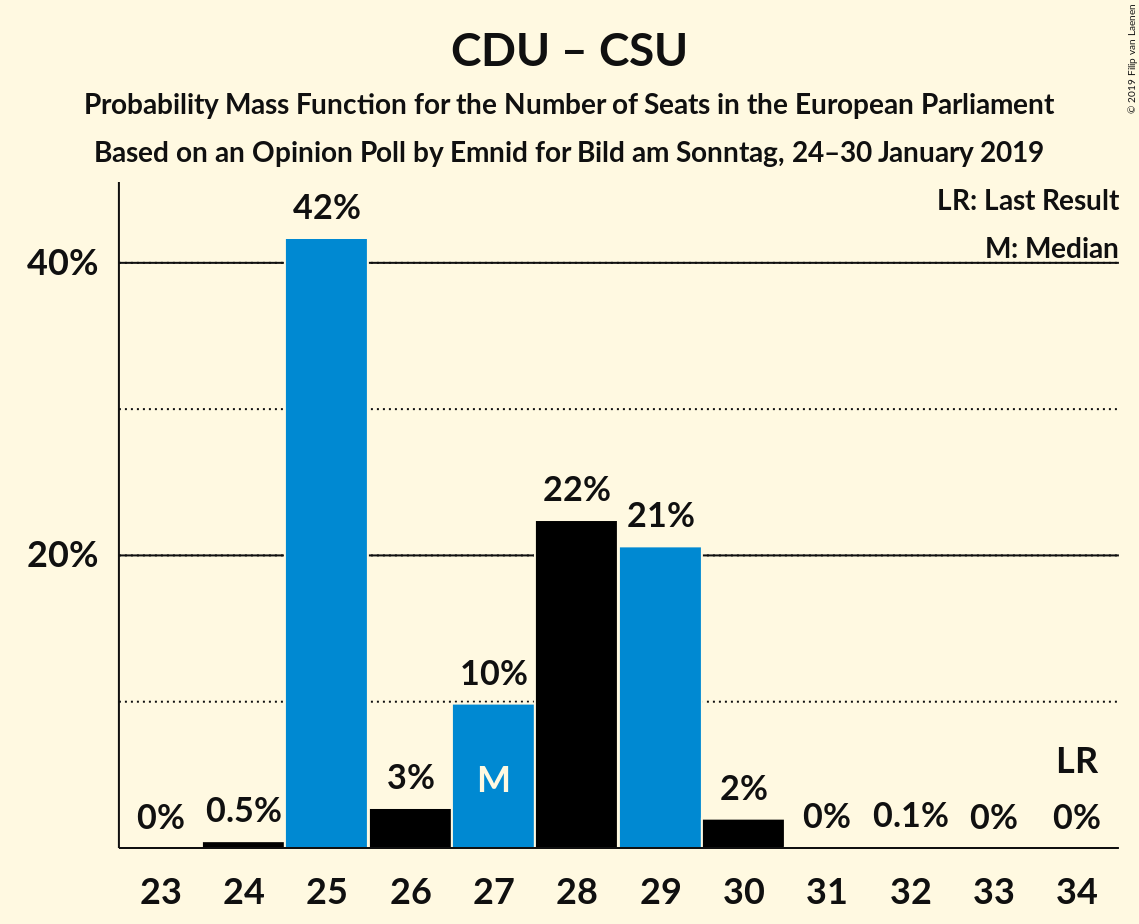 CDU – CSU
Probability Mass Function for the Number of Seats in the European Parliament
Based on an Opinion Poll by Emnid for Bild am Sonntag, 24–30 January 2019
© 2019 Filip van Laenen
LR: Last Result
M: Median
40%
20%
0%
0.5%
42%
3%
10%
M
22%
21%
2%
0%
0.1%
0%
LR
0%
23 24 25 26 27 28 29 30 31 32 33 34